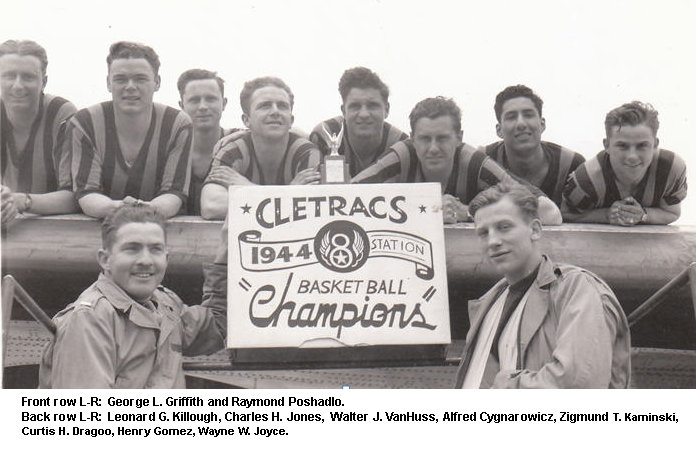 CLETRACS
1944 8 STATION
BASKET BALL
"Champions"
Front row L-R: George L. Griffith and Raymond Poshadlo.
Back row L-R: Leonard G. Killough, Charles H. Jones, Walter J. VanHuss, Alfred Cygnarowicz, Zigmund T. Kaminski,
Curtis H. Dragoo, Henry Gomez, Wayne W. Joyce.